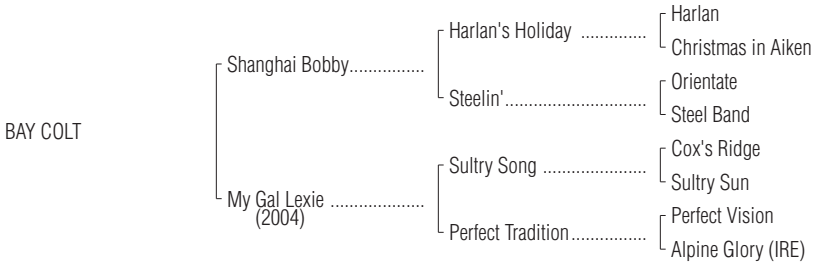 Harlan
Harlan's Holiday ..............
Christmas in Aiken
Shanghai Bobby................
Orientate
Steelin'..............................
Steel Band
BAY COLT
Cox's Ridge
Sultry Song ......................
Sultry Sun
My Gal Lexie ....................
(2004)
Perfect Vision
Perfect Tradition................
Alpine Glory (IRE)